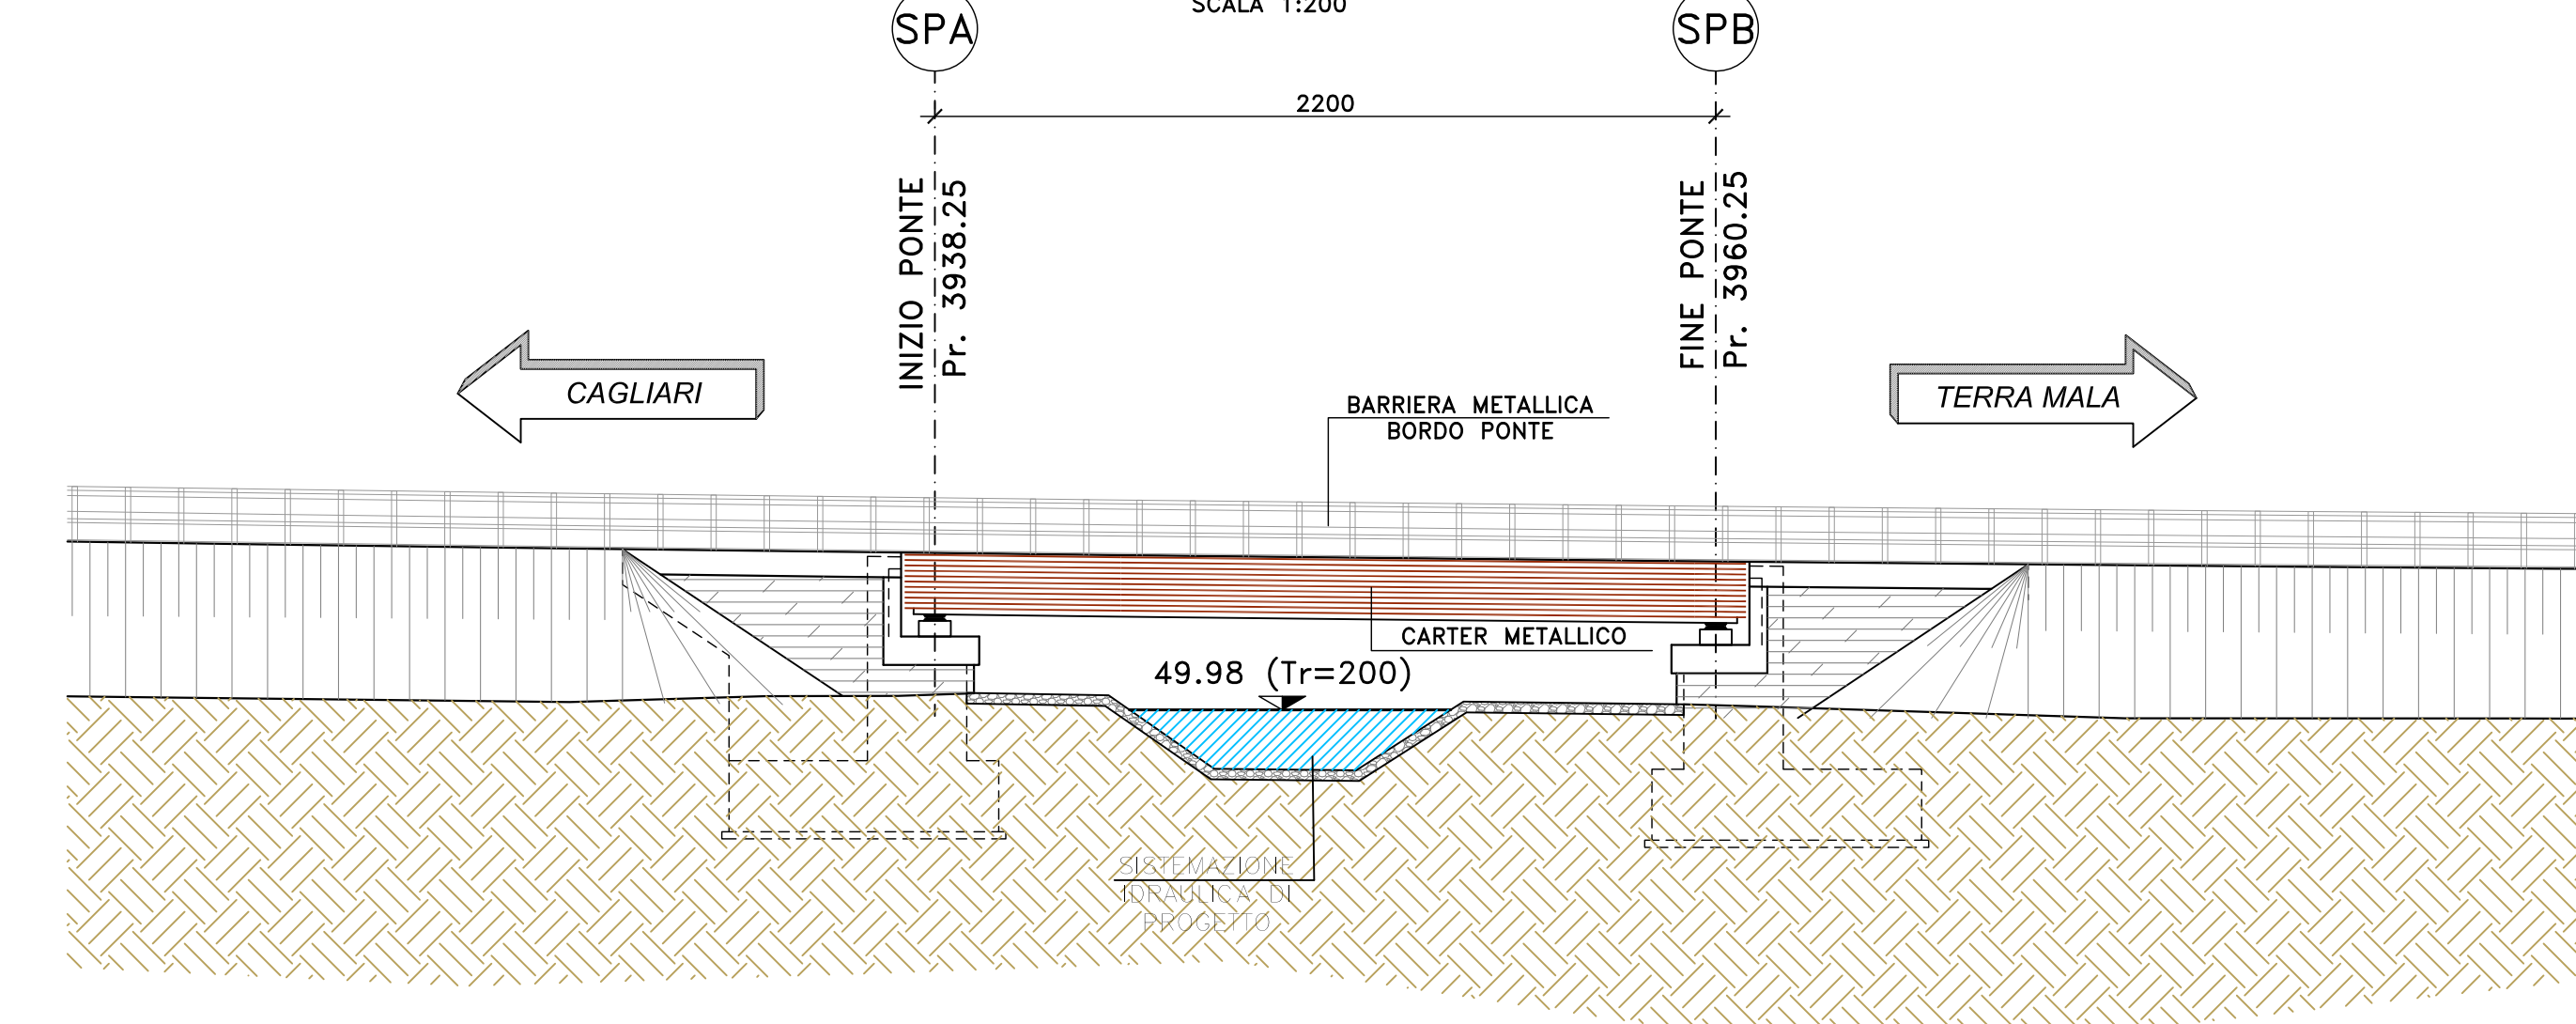 SCALA 1:200
SPA
SPB
2200
INIZIO PONTE
Pr. 3938.25
FINE PONTE
Pr. 3960.25
CAGLIARI
TERRA MALA
BARRIERA METALLICA
BORDO PONTE
CARTER METALLICO
49.98 (Tr=200)
SISTEMAZIONE
IDRAULICA DI
PROGETTO